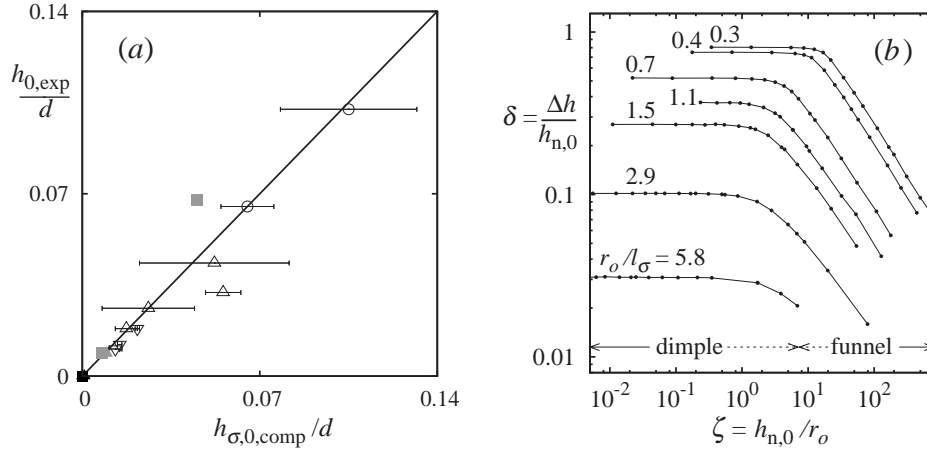 0.14
(a)
h0,exp
d
0.07
0
0
0.07
0.14
hσ,0,comp /d
1
(b)
0.3
0.4
0.7
1.1
1.5
δ = Δh
hn,0
0.1
2.9
ro /lσ = 5.8
dimple
funnel
0.01
10⁻² 10⁻¹ 10⁰ 10¹ 10²
ζ = hn,0 /ro